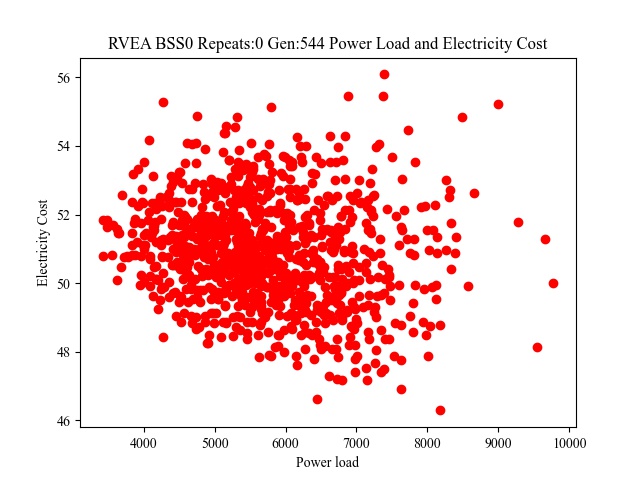 RVEA BSS0 Repeats:0 Gen:544 Power Load and Electricity Cost
56
54
52
50
48
46
Electricity Cost
4000 5000 6000 7000 8000 9000 10000
Power load